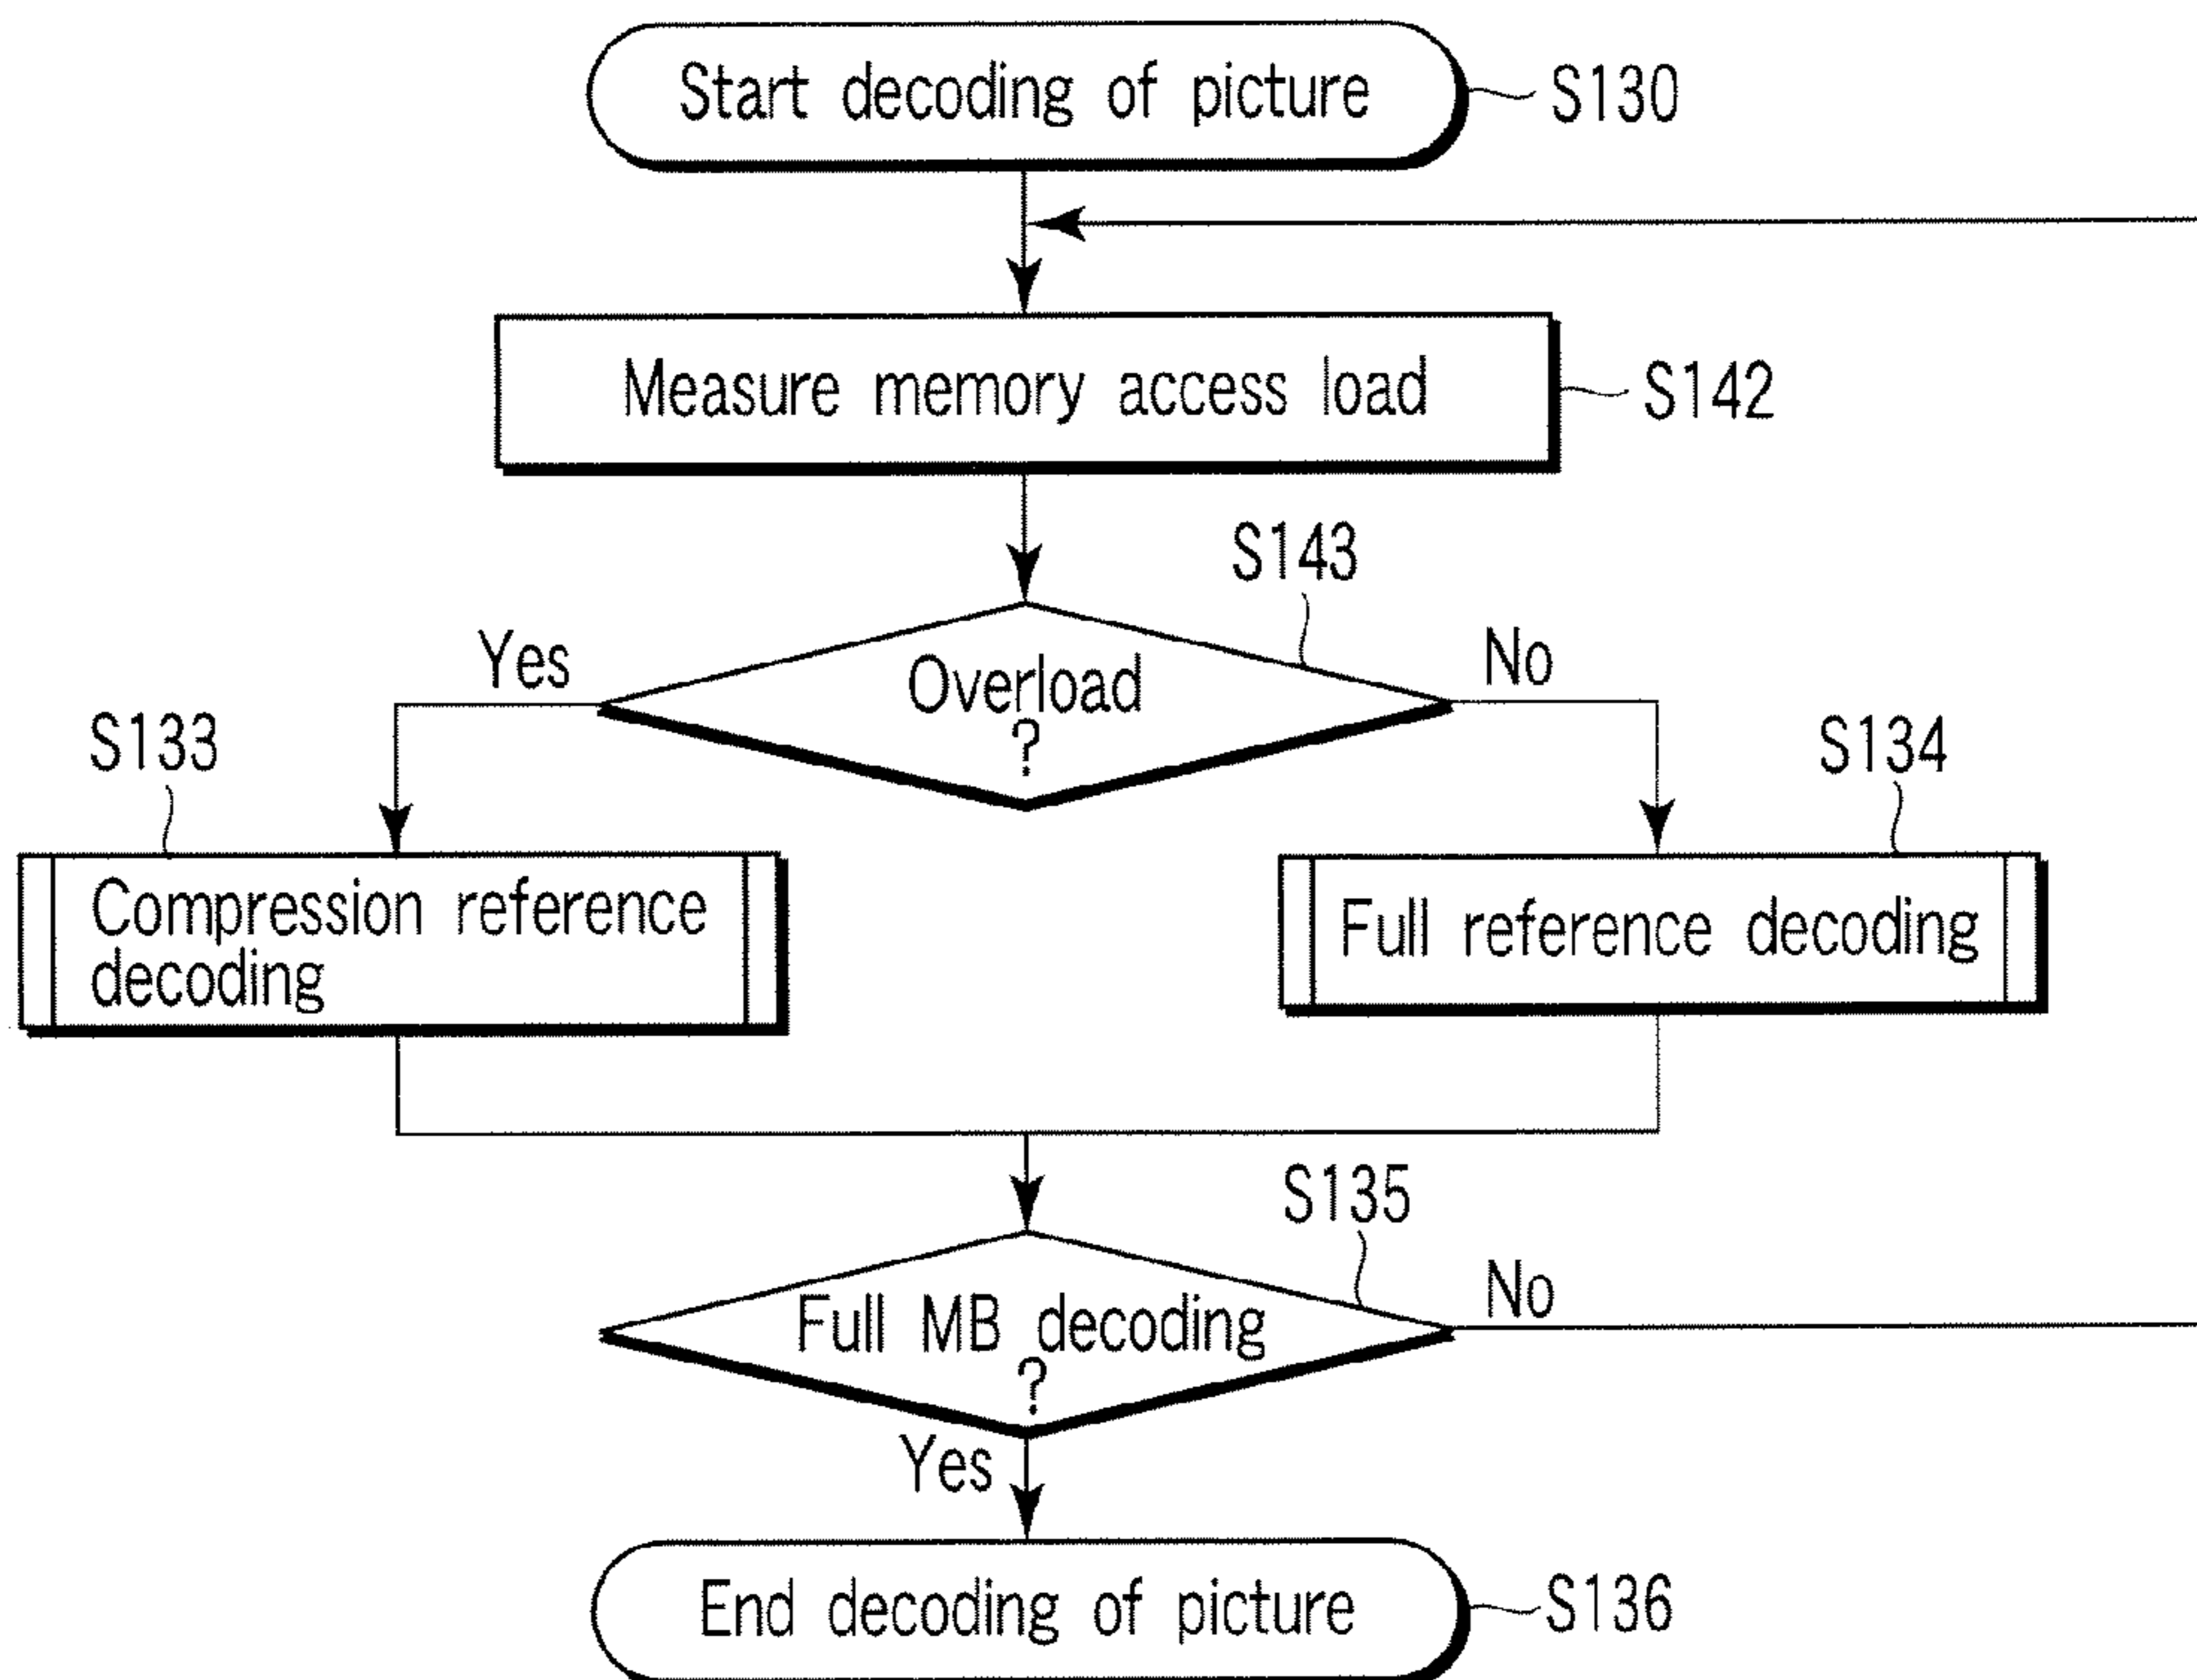 Start decoding of picture
S130
Measure memory access load
S142
S143
Yes
Overload
?
No
S133
S134
Compression reference
decoding
Full reference decoding
S135
Full MB decoding
?
No
Yes
End decoding of picture
S136